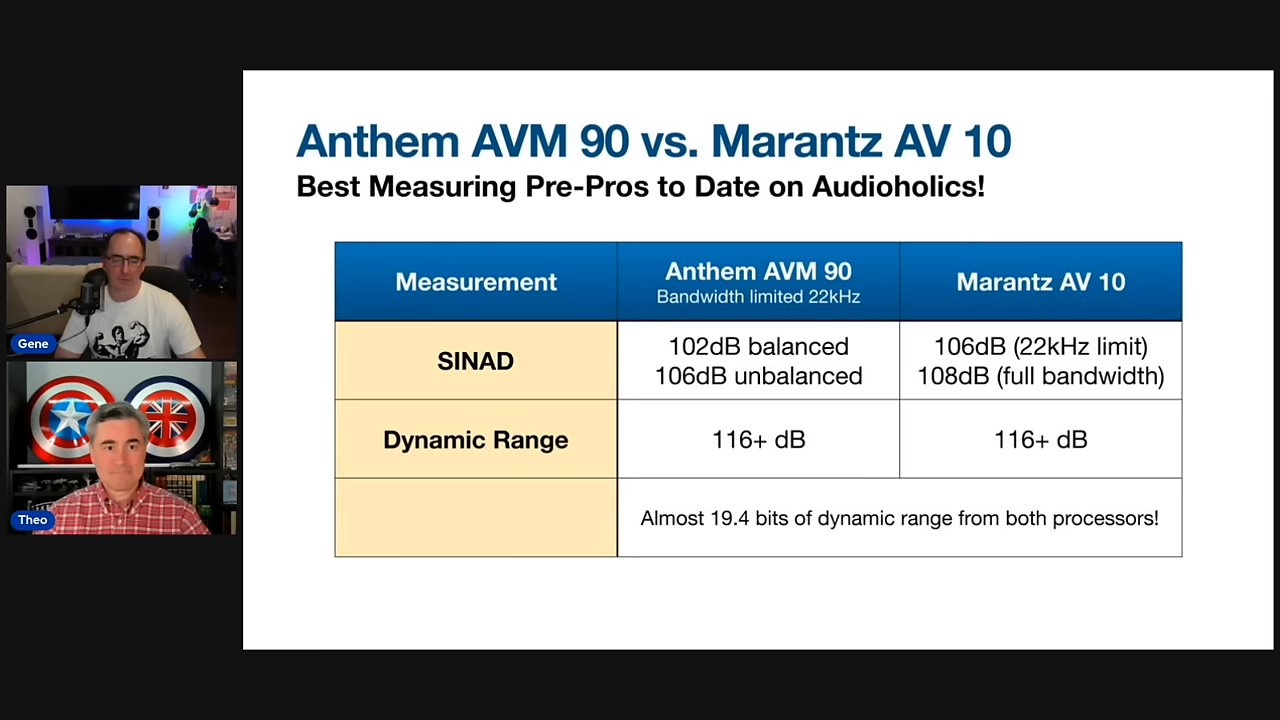 Anthem AVM 90 vs. Marantz AV 10
Best Measuring Pre-Pros to Date on Audioholics!
Measurement
Anthem AVM 90
Bandwidth limited 22kHz
Marantz AV 10
SINAD
102dB balanced
106dB unbalanced
106dB (22kHz limit)
108dB (full bandwidth)
Dynamic Range
116+ dB
116+ dB
Almost 19.4 bits of dynamic range from both processors!
Gene
Theo